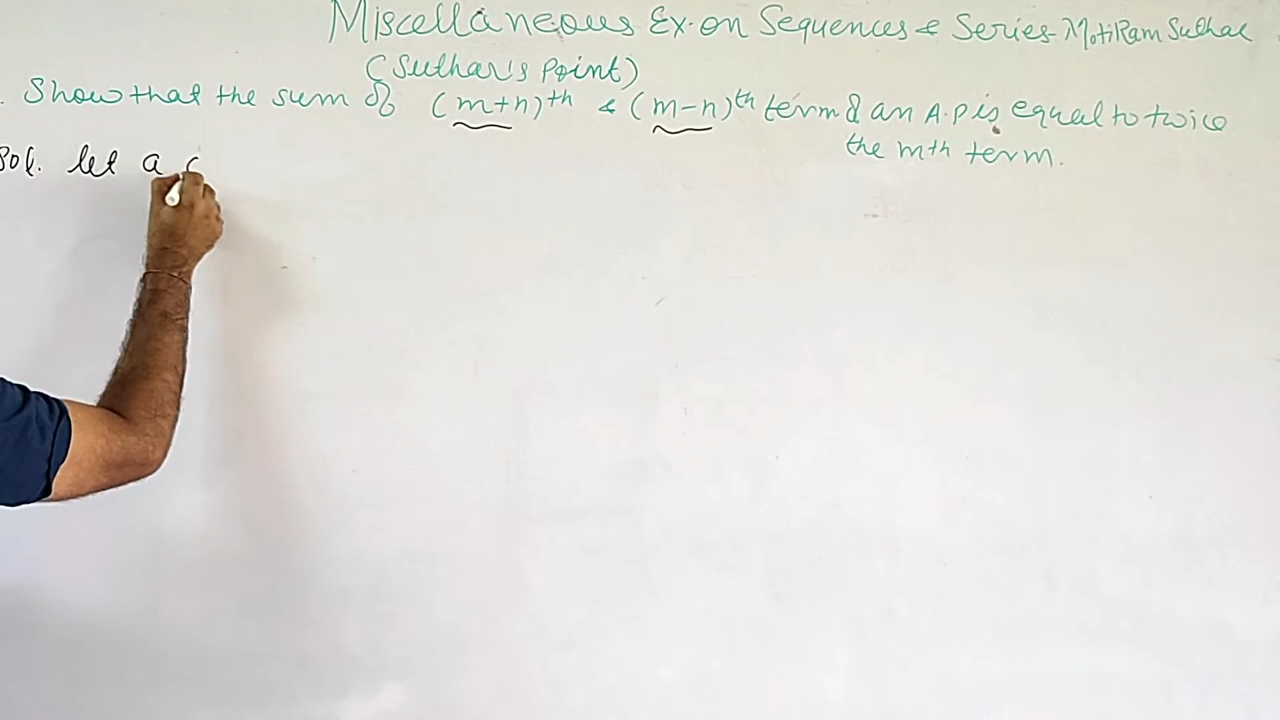 Miscellaneous Ex. on Sequences & Series - MotiRam Suthar
(Suthar's Point)
. Show that the sum of (m+n)th & (m-n)th term of an A.P is equal to twice
the mth term.
Sol. let a